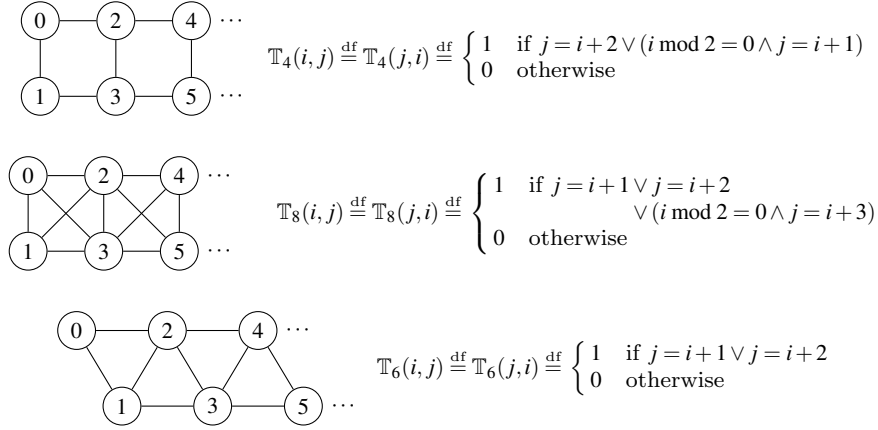 0 2 4 ⋯
1 3 5 ⋯
𝕋₄(i, j) ≝ 𝕋₄(j, i) ≝ { 1 if j = i + 2 ∨ (i mod 2 = 0 ∧ j = i + 1)
0 otherwise
0 2 4 ⋯
1 3 5 ⋯
𝕋₈(i, j) ≝ 𝕋₈(j, i) ≝ { 1 if j = i + 1 ∨ j = i + 2
∨ (i mod 2 = 0 ∧ j = i + 3)
0 otherwise
0 2 4 ⋯
1 3 5 ⋯
𝕋₆(i, j) ≝ 𝕋₆(j, i) ≝ { 1 if j = i + 1 ∨ j = i + 2
0 otherwise